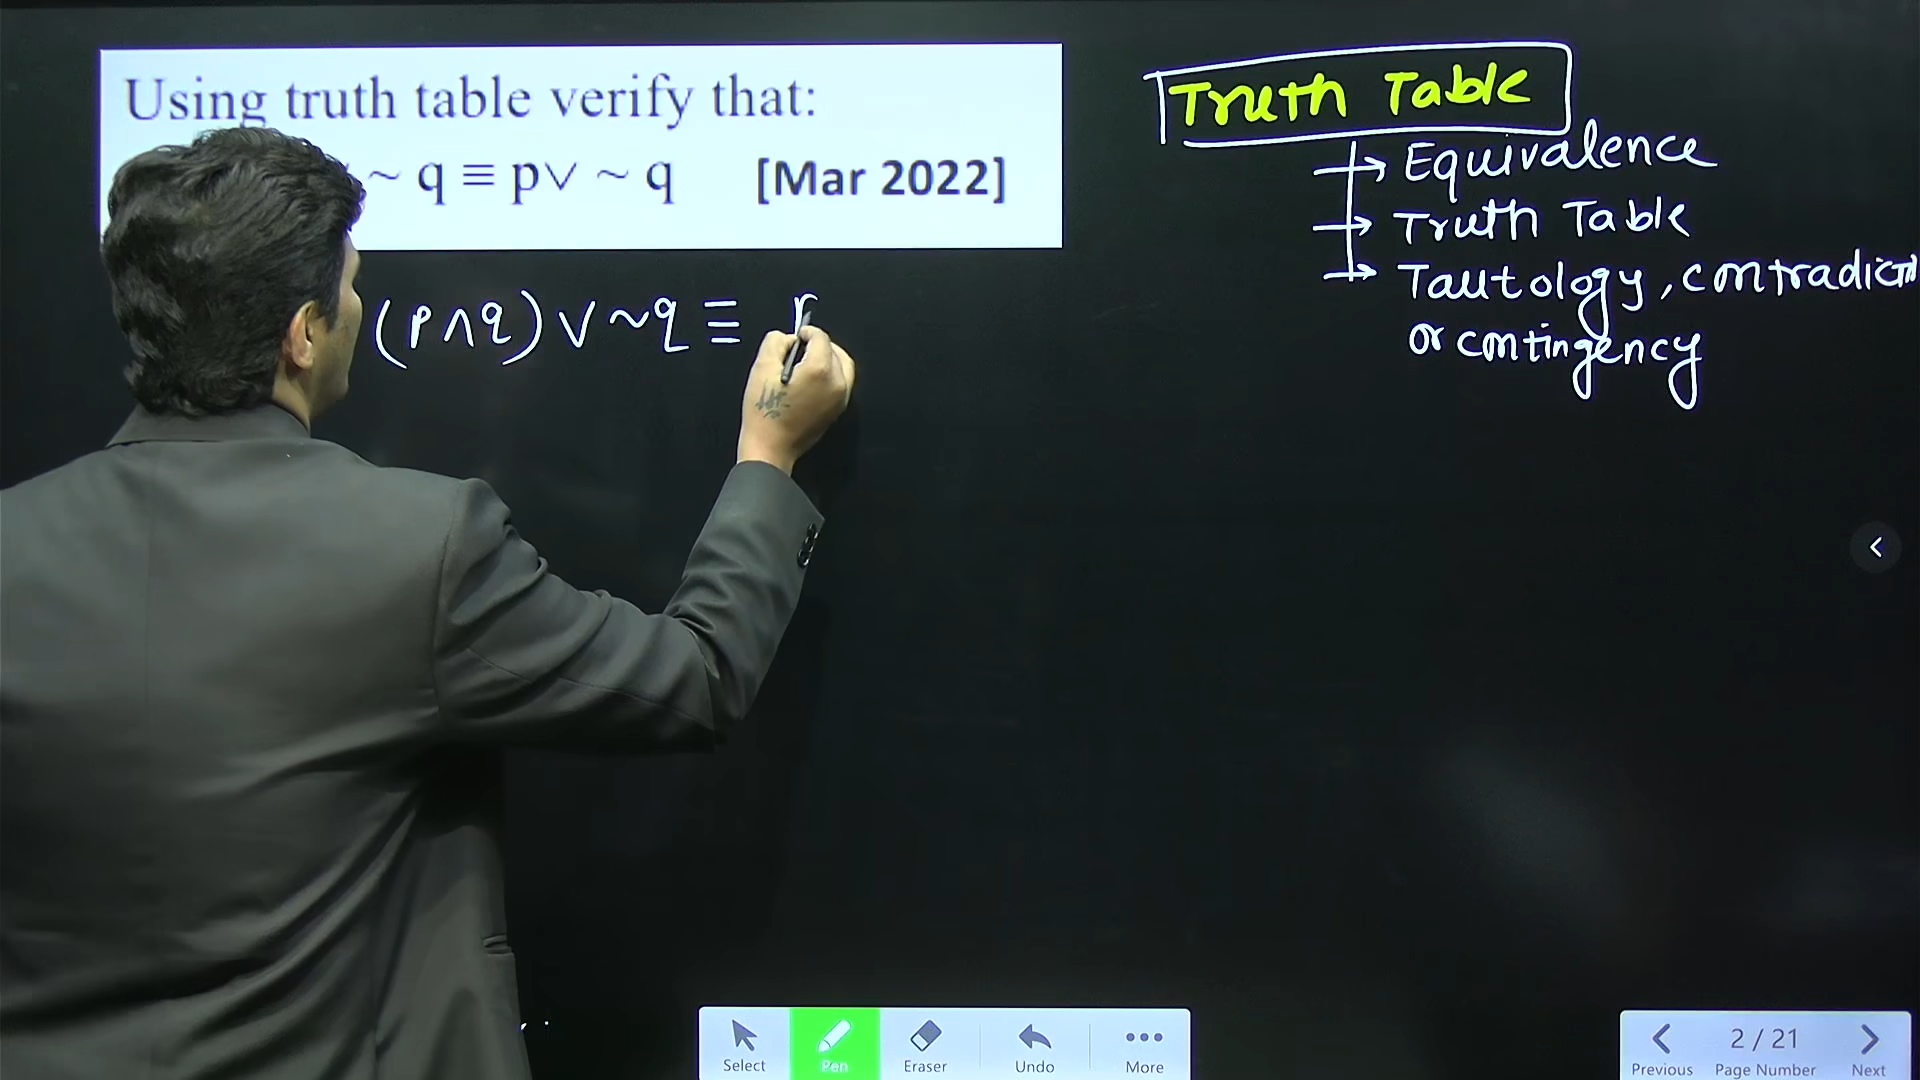 Using truth table verify that:
~ q ≡ p∨ ~ q [Mar 2022]
(p∧q) ∨ ~q ≡
Truth Table
Equivalence
Truth Table
Tautology, contradict
or contingency
Select
Pen
Eraser
Undo
More
2 / 21
Previous
Page Number
Next